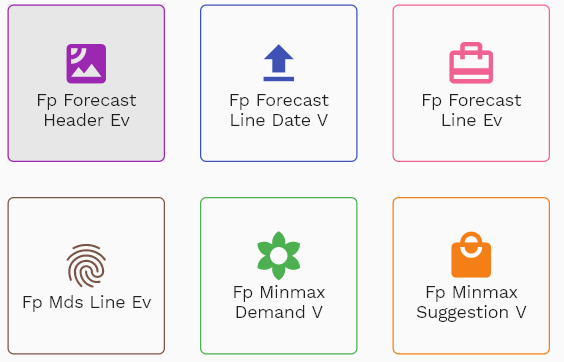 Fp Forecast
Header Ev
Fp Forecast
Line Date V
Fp Forecast
Line Ev
Fp Mds Line Ev
Fp Minmax
Demand V
Fp Minmax
Suggestion V